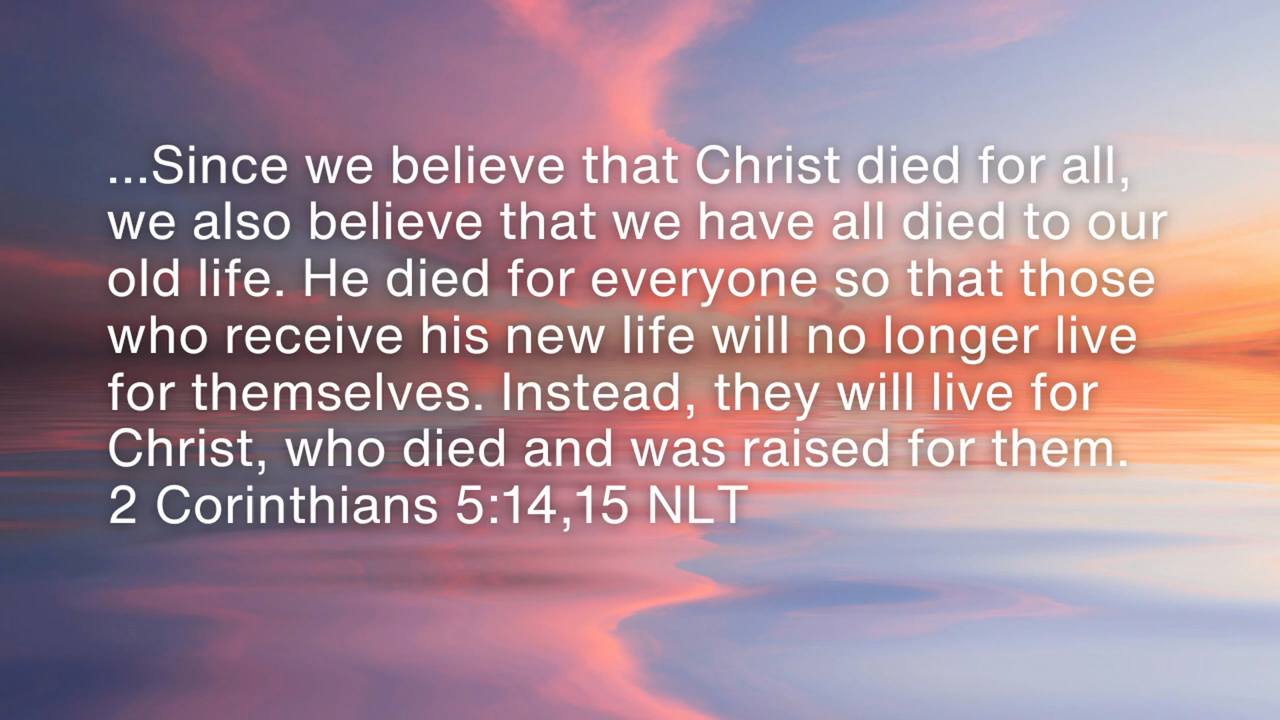 ...Since we believe that Christ died for all,
we also believe that we have all died to our
old life. He died for everyone so that those
who receive his new life will no longer live
for themselves. Instead, they will live for
Christ, who died and was raised for them.
2 Corinthians 5:14,15 NLT